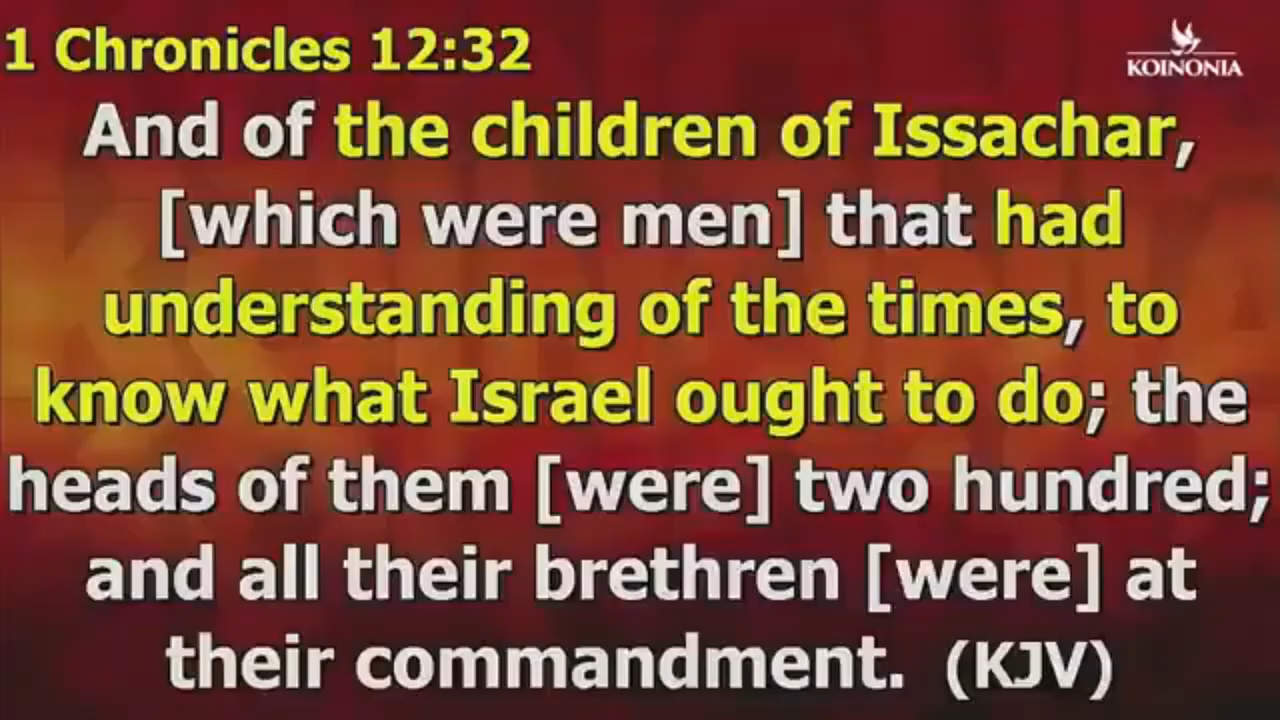 1 Chronicles 12:32
KOINONIA
And of the children of Issachar,
[which were men] that had
understanding of the times, to
know what Israel ought to do; the
heads of them [were] two hundred;
and all their brethren [were] at
their commandment. (KJV)